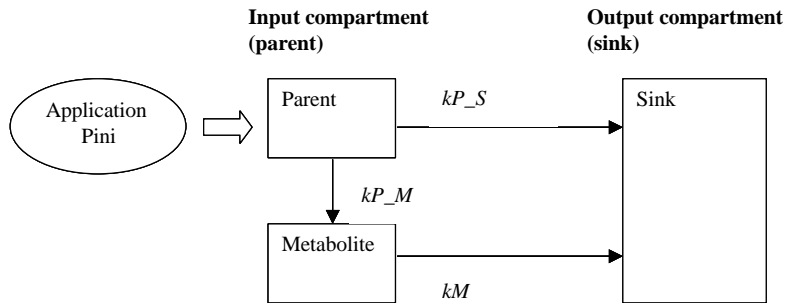 Input compartment
(parent)
Output compartment
(sink)
Application
Pini
Parent
kP_S
Sink
kP_M
Metabolite
kM